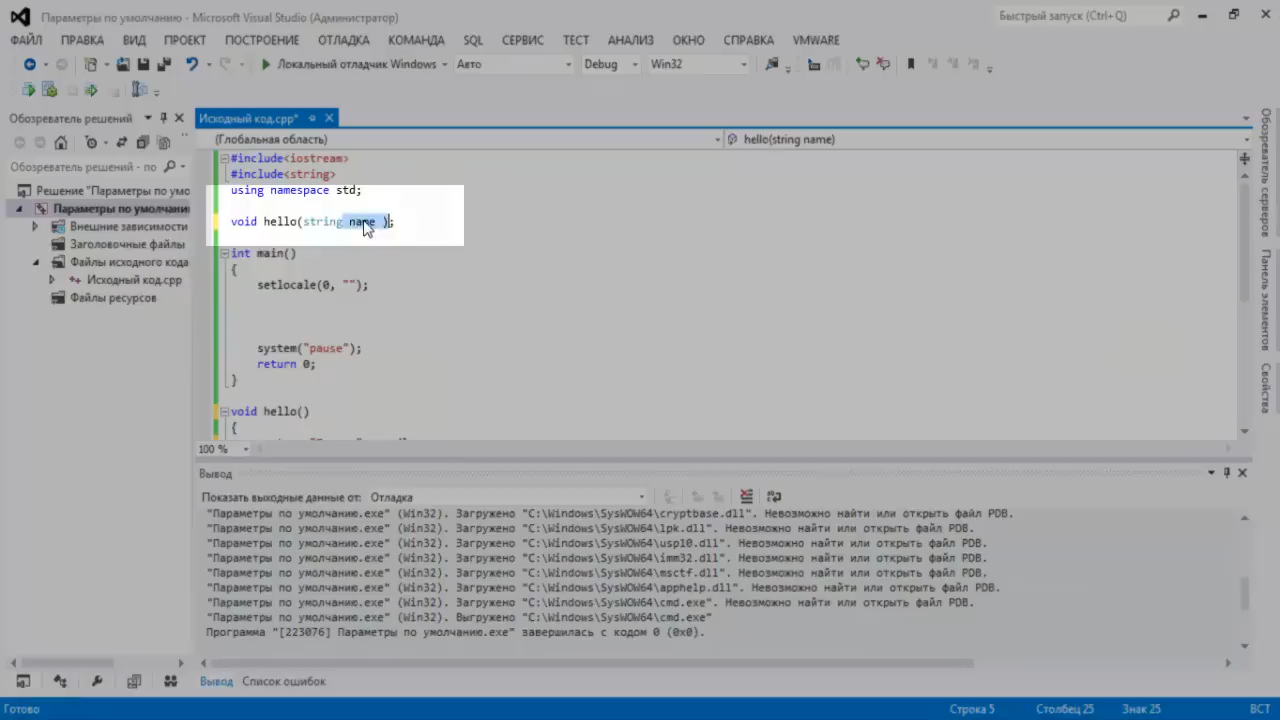 Параметры по умолчанию - Microsoft Visual Studio (Администратор)
Быстрый запуск (Ctrl+Q)
ФАЙЛ ПРАВКА ВИД ПРОЕКТ ПОСТРОЕНИЕ ОТЛАДКА КОМАНДА SQL СЕРВИС ТЕСТ АНАЛИЗ ОКНО СПРАВКА VMWARE
Локальный отладчик Windows Авто Debug Win32
Обозреватель решений
Обозреватель решений - по
Решение "Параметры по умо
Параметры по умолчани
Внешние зависимости
Заголовочные файлы
Файлы исходного кода
Исходный код.cpp
Файлы ресурсов
Исходный код.cpp*
(Глобальная область) hello(string name)
#include<iostream>
#include<string>
using namespace std;
void hello(string name );
int main()
{
setlocale(0, "");
system("pause");
return 0;
}
void hello()
{
100 %
Вывод
Показать выходные данные от: Отладка
"Параметры по умолчанию.exe" (Win32). Загружено "C:\Windows\SysWOW64\cryptbase.dll". Невозможно найти или открыть файл PDB.
"Параметры по умолчанию.exe" (Win32). Загружено "C:\Windows\SysWOW64\lpk.dll". Невозможно найти или открыть файл PDB.
"Параметры по умолчанию.exe" (Win32). Загружено "C:\Windows\SysWOW64\usp10.dll". Невозможно найти или открыть файл PDB.
"Параметры по умолчанию.exe" (Win32). Загружено "C:\Windows\SysWOW64\imm32.dll". Невозможно найти или открыть файл PDB.
"Параметры по умолчанию.exe" (Win32). Загружено "C:\Windows\SysWOW64\msctf.dll". Невозможно найти или открыть файл PDB.
"Параметры по умолчанию.exe" (Win32). Загружено "C:\Windows\SysWOW64\apphelp.dll". Невозможно найти или открыть файл PDB.
"Параметры по умолчанию.exe" (Win32). Загружено "C:\Windows\SysWOW64\cmd.exe". Невозможно найти или открыть файл PDB.
"Параметры по умолчанию.exe" (Win32). Выгружено "C:\Windows\SysWOW64\cmd.exe"
Программа "[223076] Параметры по умолчанию.exe" завершилась с кодом 0 (0x0).
Вывод Список ошибок
Обозреватель серверов
Панель элементов
Свойства
Готово Строка 5 Столбец 25 Знак 25 ВСТ